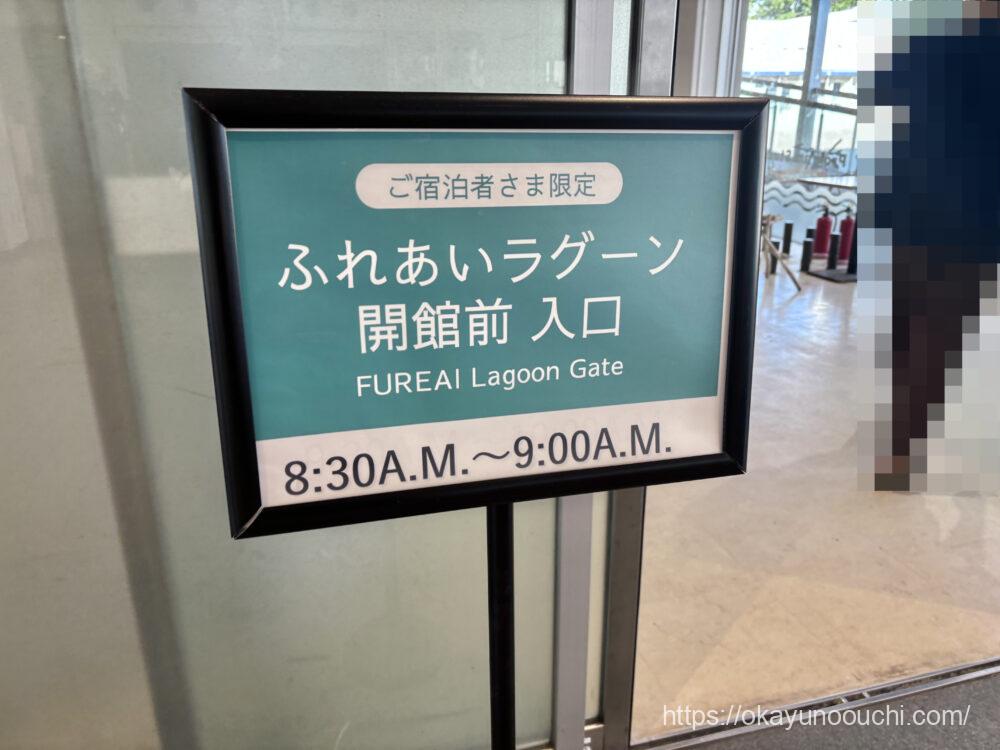 ご宿泊者さま限定
ふれあいラグーン
開館前 入口
FUREAI Lagoon Gate
8:30A.M.～9:00A.M.
https://okayunoouchi.com/